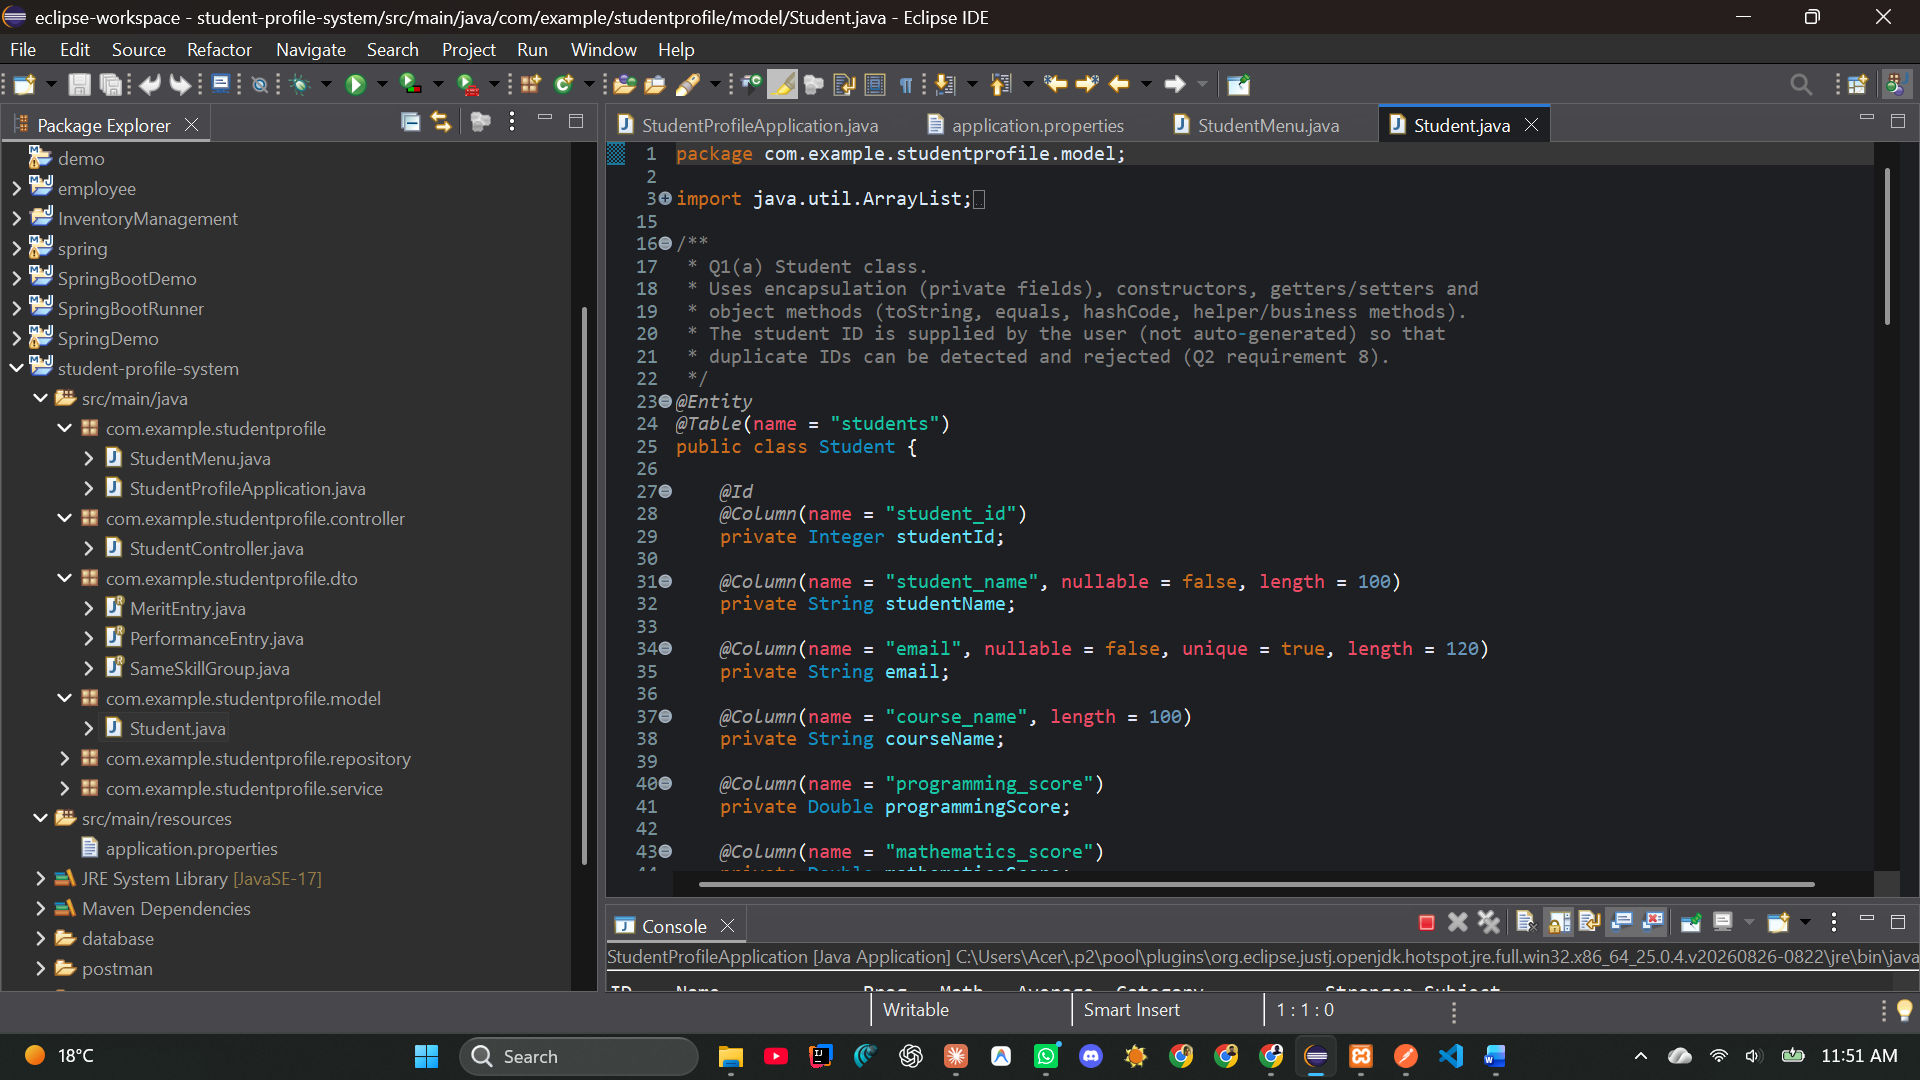 eclipse-workspace - student-profile-system/src/main/java/com/example/studentprofile/model/Student.java - Eclipse IDE
File Edit Source Refactor Navigate Search Project Run Window Help
Package Explorer
demo
employee
InventoryManagement
spring
SpringBootDemo
SpringBootRunner
SpringDemo
student-profile-system
src/main/java
com.example.studentprofile
StudentMenu.java
StudentProfileApplication.java
com.example.studentprofile.controller
StudentController.java
com.example.studentprofile.dto
MeritEntry.java
PerformanceEntry.java
SameSkillGroup.java
com.example.studentprofile.model
Student.java
com.example.studentprofile.repository
com.example.studentprofile.service
src/main/resources
application.properties
JRE System Library [JavaSE-17]
Maven Dependencies
database
postman
StudentProfileApplication.java application.properties StudentMenu.java Student.java
1 package com.example.studentprofile.model;
2
3 import java.util.ArrayList;
15
16 /**
17 * Q1(a) Student class.
18 * Uses encapsulation (private fields), constructors, getters/setters and
19 * object methods (toString, equals, hashCode, helper/business methods).
20 * The student ID is supplied by the user (not auto-generated) so that
21 * duplicate IDs can be detected and rejected (Q2 requirement 8).
22 */
23 @Entity
24 @Table(name = "students")
25 public class Student {
26
27 @Id
28 @Column(name = "student_id")
29 private Integer studentId;
30
31 @Column(name = "student_name", nullable = false, length = 100)
32 private String studentName;
33
34 @Column(name = "email", nullable = false, unique = true, length = 120)
35 private String email;
36
37 @Column(name = "course_name", length = 100)
38 private String courseName;
39
40 @Column(name = "programming_score")
41 private Double programmingScore;
42
43 @Column(name = "mathematics_score")
44 private Double mathematicsScore;
Console
StudentProfileApplication [Java Application] C:\Users\Acer\.p2\pool\plugins\org.eclipse.justj.openjdk.hotspot.jre.full.win32.x86_64_25.0.4.v20260826-0822\jre\bin\java
ID Name Prog Math Average Category Stronger Subject
Writable Smart Insert 1 : 1 : 0
18°C Search 11:51 AM